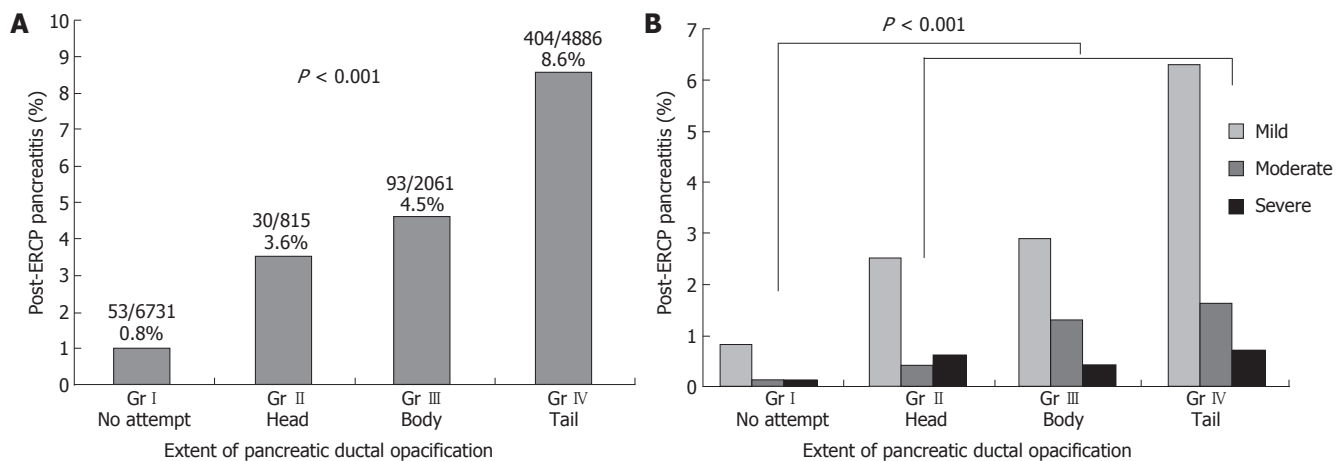 A
Post-ERCP pancreatitis (%)
10
9
8
7
6
5
4
3
2
1
0
P < 0.001
53/6731
0.8%
30/815
3.6%
93/2061
4.5%
404/4886
8.6%
Gr I Gr II Gr III Gr IV
No attempt Head Body Tail
Extent of pancreatic ductal opacification
B
Post-ERCP pancreatitis (%)
7
6
5
4
3
2
1
0
P < 0.001
Mild
Moderate
Severe
Gr I Gr II Gr III Gr IV
No attempt Head Body Tail
Extent of pancreatic ductal opacification